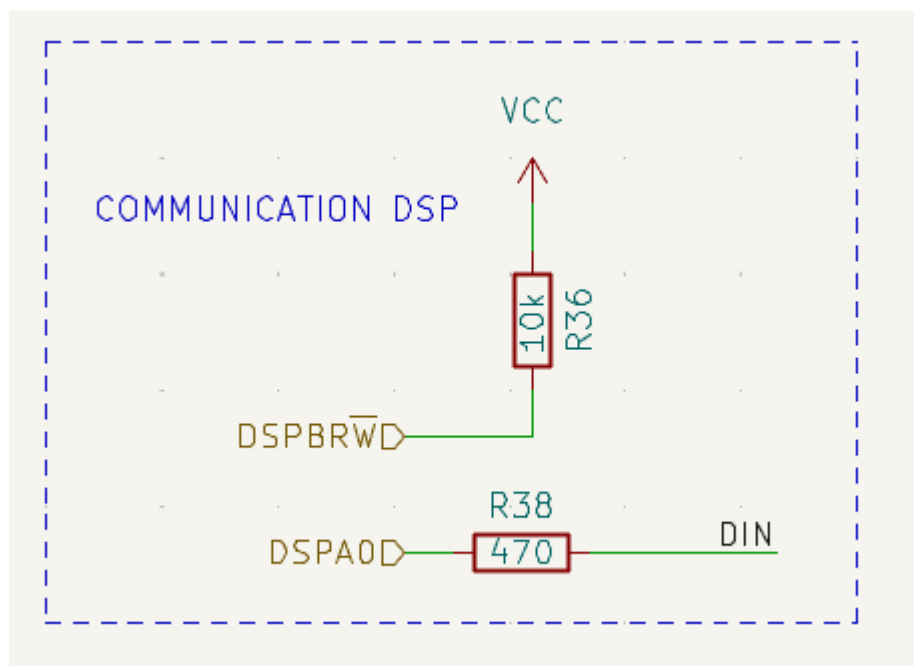 VCC
COMMUNICATION DSP
10k
R36
DSPBRW̅
R38
DIN
DSPA0
470